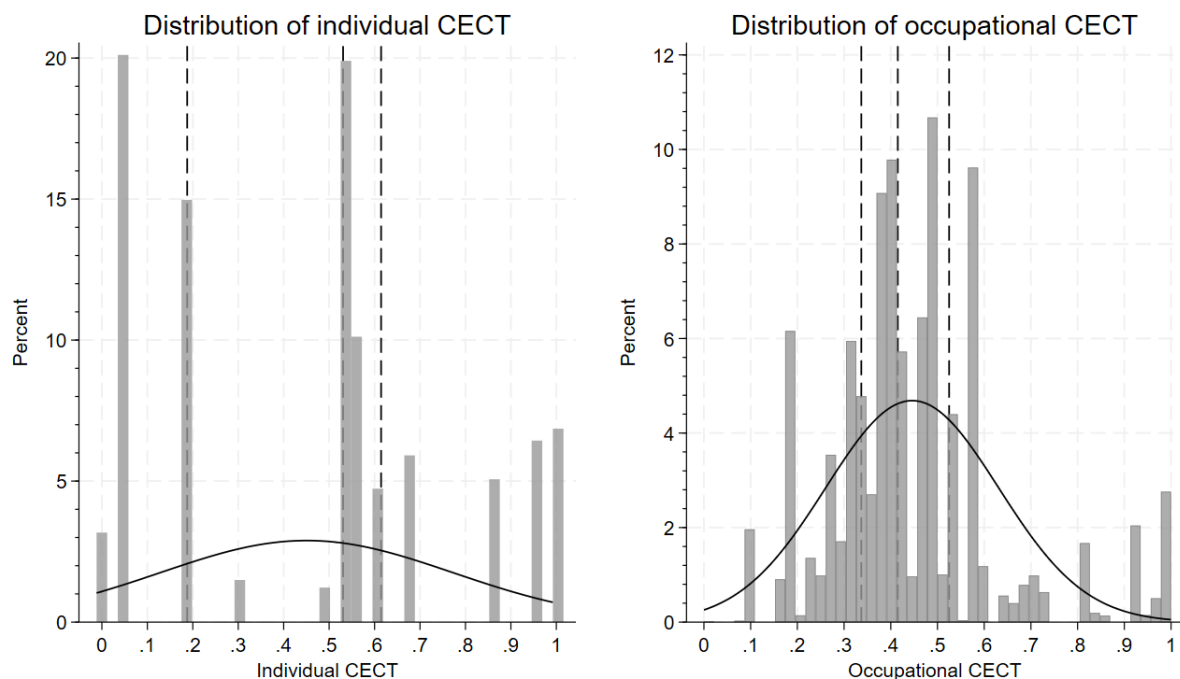 Distribution of individual CECT
Percent
20
15
10
5
0
0 .1 .2 .3 .4 .5 .6 .7 .8 .9 1
Individual CECT
Distribution of occupational CECT
Percent
12
10
8
6
4
2
0
0 .1 .2 .3 .4 .5 .6 .7 .8 .9 1
Occupational CECT